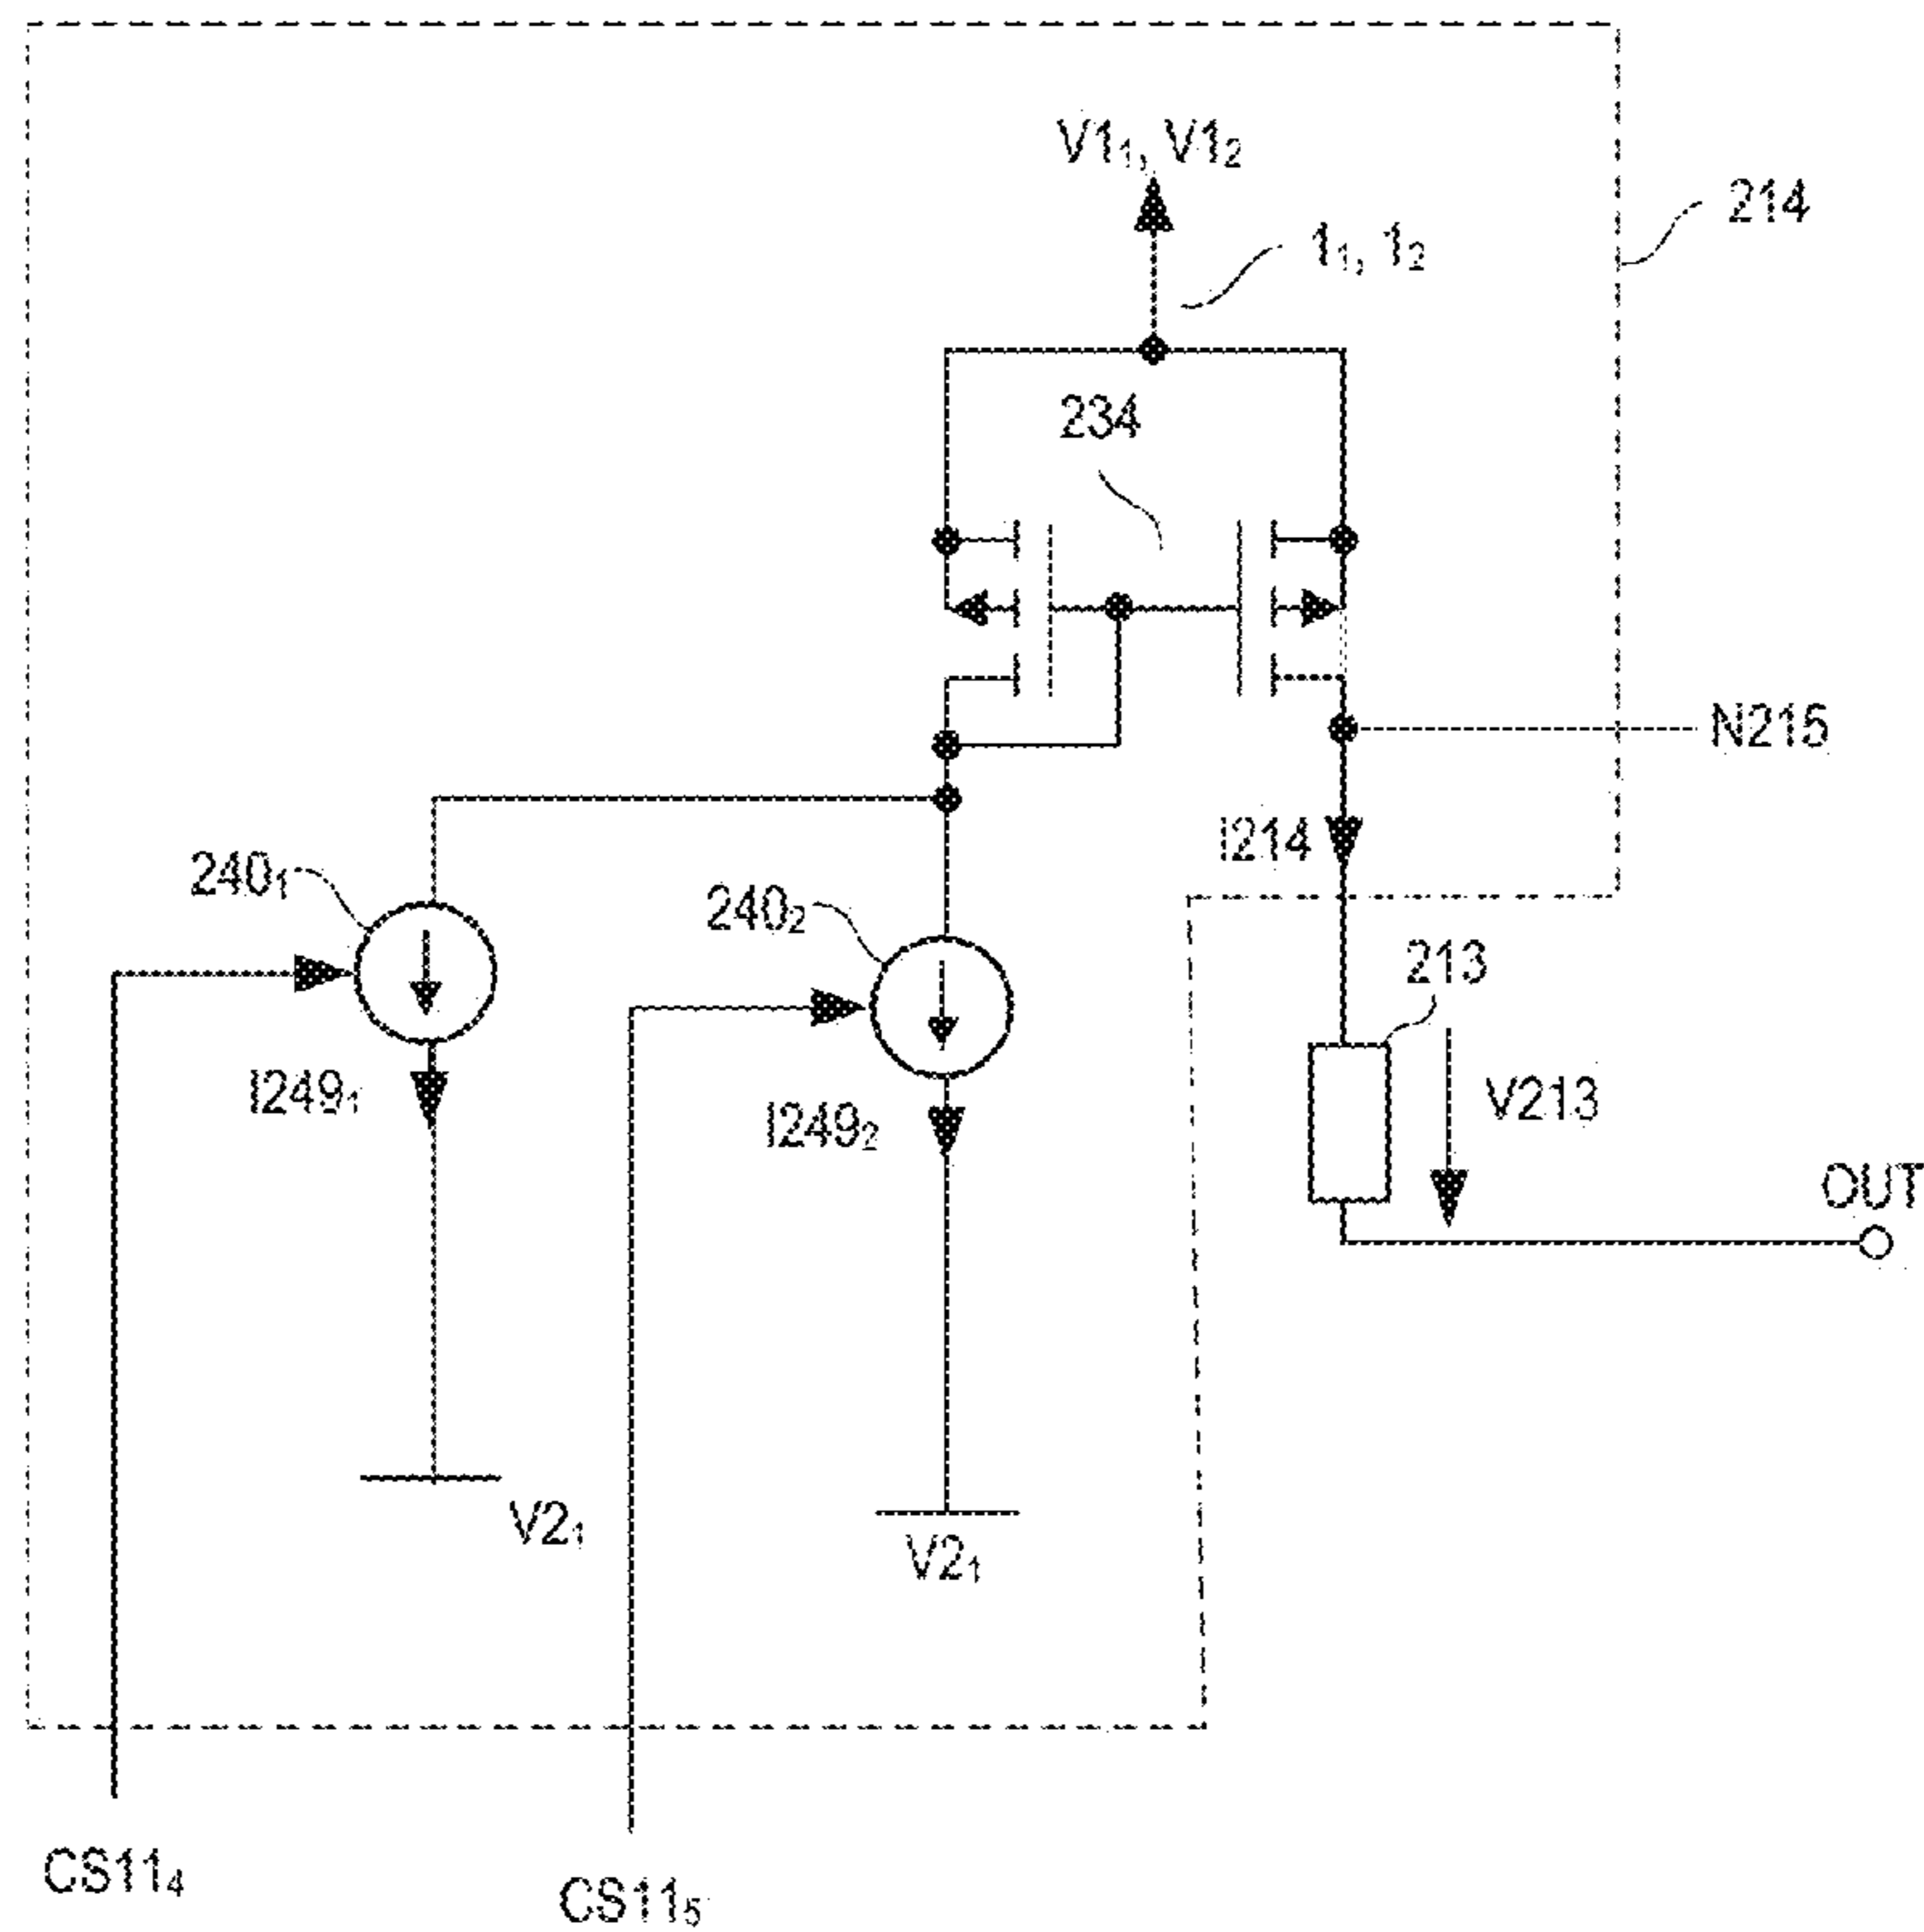 V1₁, V1₂
214
1₁, 1₂
234
N215
I214
240₁
240₂
213
I249₁
V213
I249₂
OUT
V2₁
V2₁
CS11₄
CS11₅